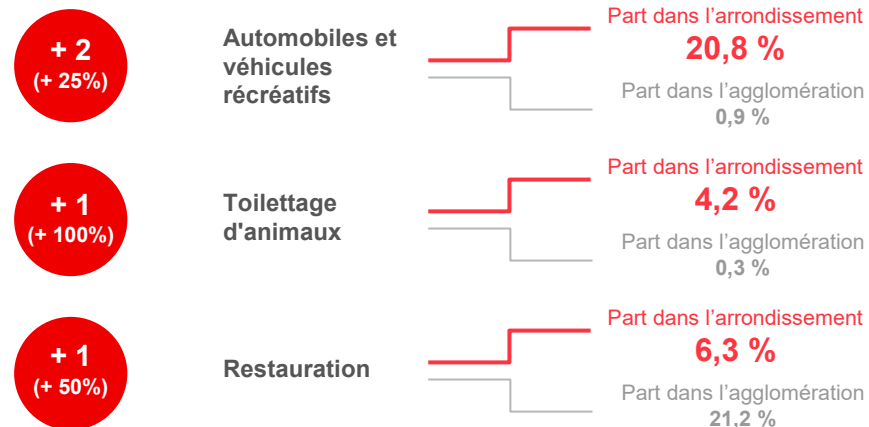 + 2
(+ 25%)
Automobiles et
véhicules
récréatifs
Part dans l’arrondissement
20,8 %
Part dans l’agglomération
0,9 %
+ 1
(+ 100%)
Toilettage
d'animaux
Part dans l’arrondissement
4,2 %
Part dans l’agglomération
0,3 %
+ 1
(+ 50%)
Restauration
Part dans l’arrondissement
6,3 %
Part dans l’agglomération
21,2 %